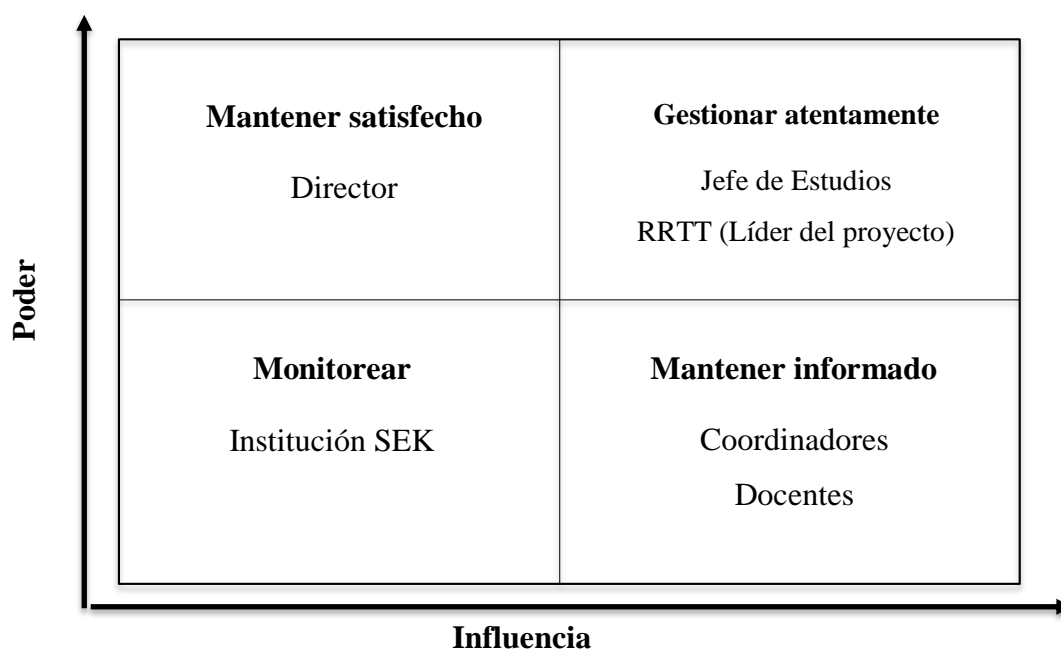 Poder
Mantener satisfecho
Director
Gestionar atentamente
Jefe de Estudios
RRTT (Líder del proyecto)
Monitorear
Institución SEK
Mantener informado
Coordinadores
Docentes
Influencia